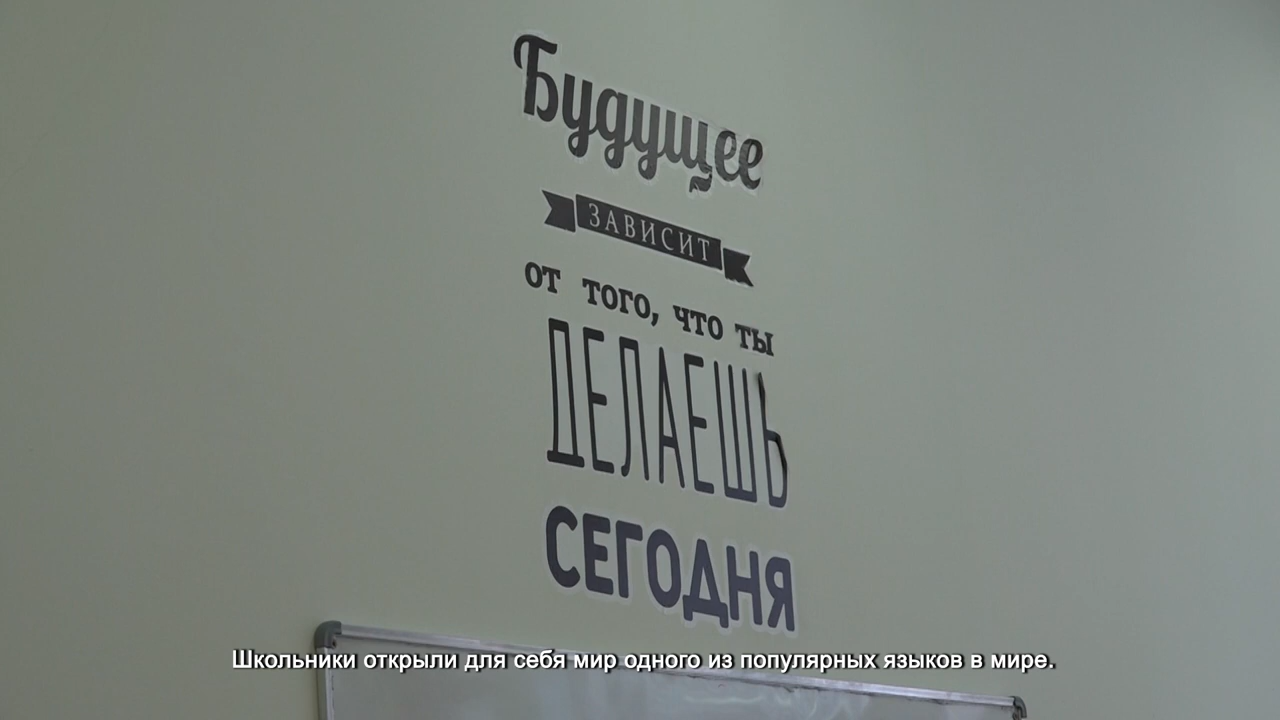 Будущее
ЗАВИСИТ
от того, что ты
ДЕЛАЕШЬ
СЕГОДНЯ
Школьники открыли для себя мир одного из популярных языков в мире.